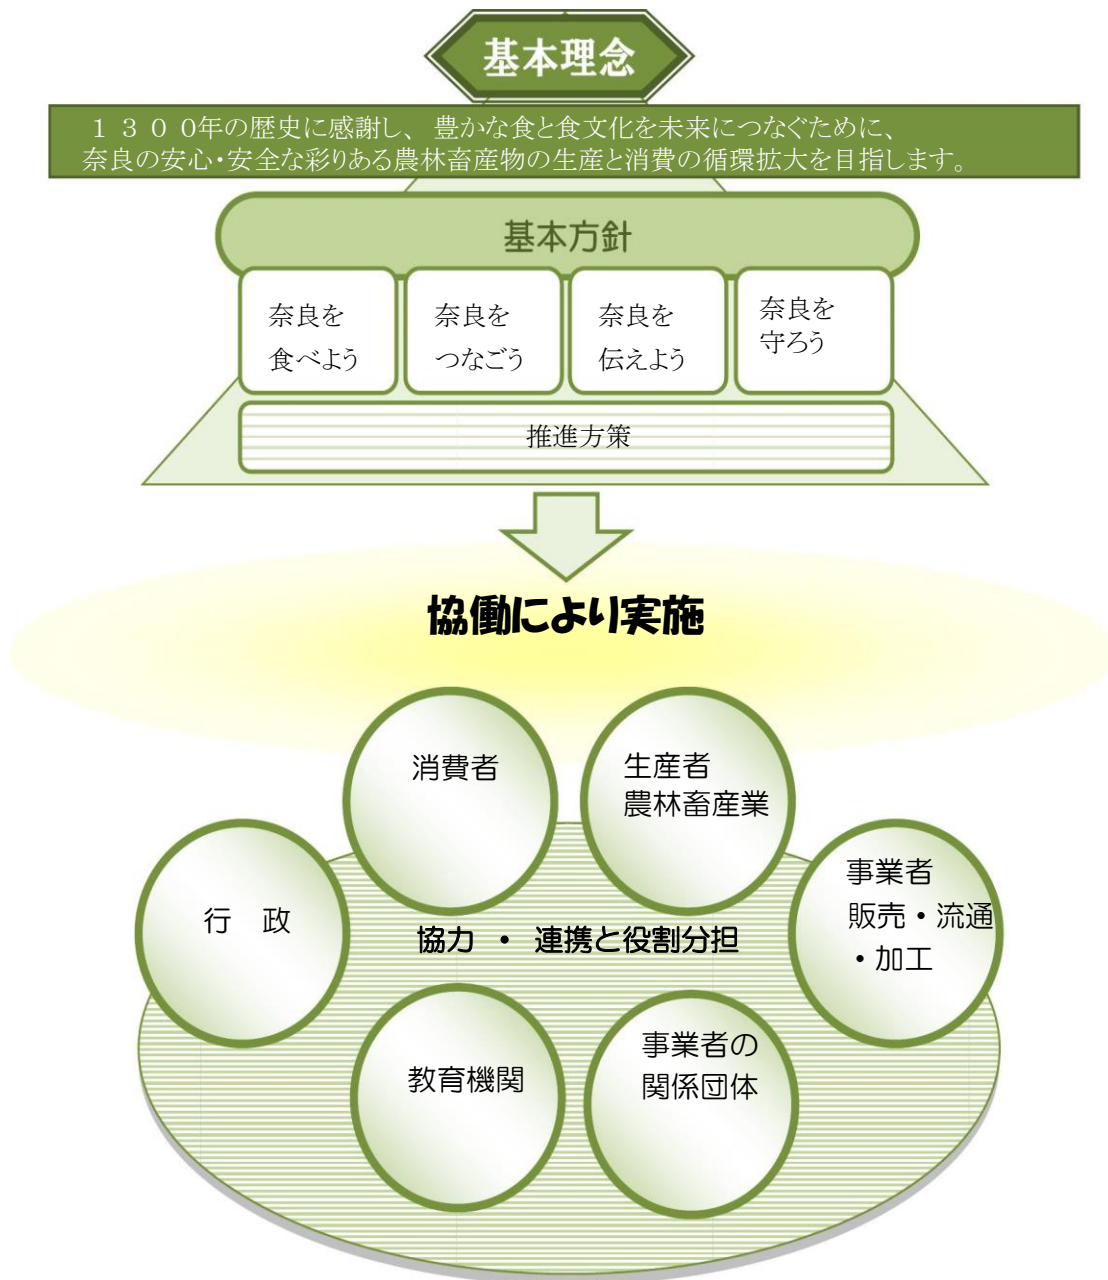 基本理念
１３００年の歴史に感謝し、豊かな食と食文化を未来につなぐために、
奈良の安心・安全な彩りある農林畜産物の生産と消費の循環拡大を目指します。
基本方針
奈良を
食べよう
奈良を
つなごう
奈良を
伝えよう
奈良を
守ろう
推進方策
協働により実施
消費者
生産者
農林畜産業
行　政
事業者
販売・流通
・加工
協力 ・ 連携と役割分担
教育機関
事業者の
関係団体